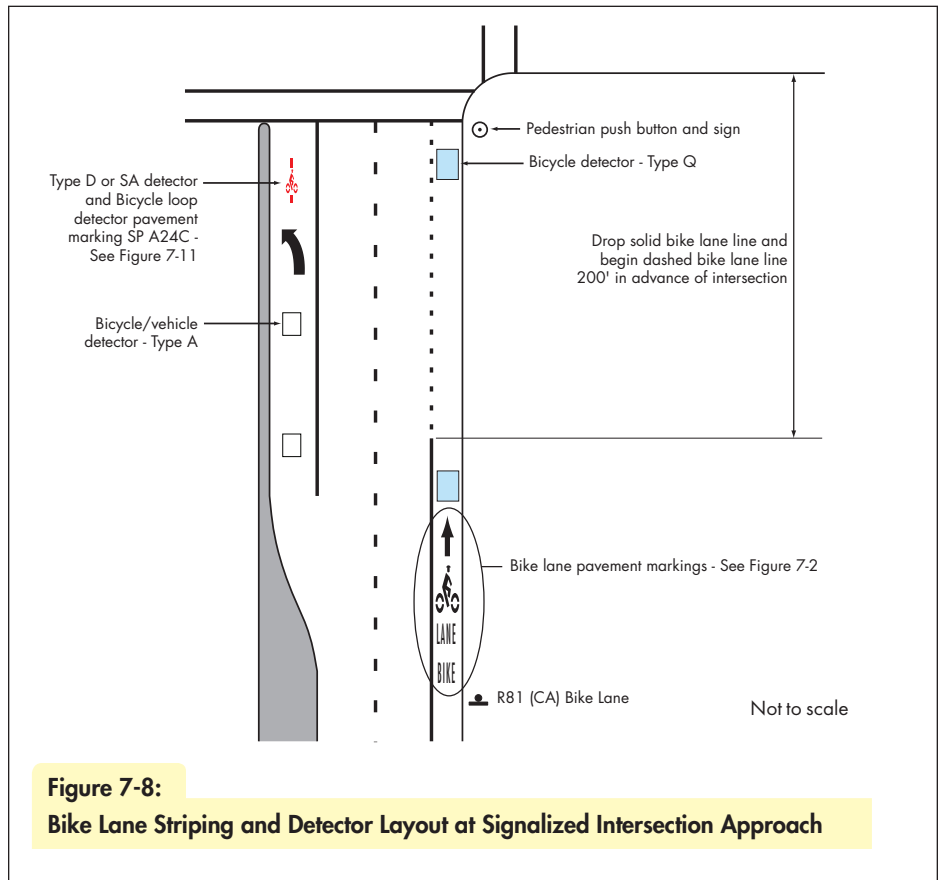 Pedestrian push button and sign
Bicycle detector - Type Q
Type D or SA detector
and Bicycle loop
detector pavement
marking SP A24C -
See Figure 7-11
Drop solid bike lane line and
begin dashed bike lane line
200' in advance of intersection
Bicycle/vehicle
detector - Type A
Bike lane pavement markings - See Figure 7-2
LANE
BIKE
R81 (CA) Bike Lane
Not to scale
Figure 7-8:
Bike Lane Striping and Detector Layout at Signalized Intersection Approach